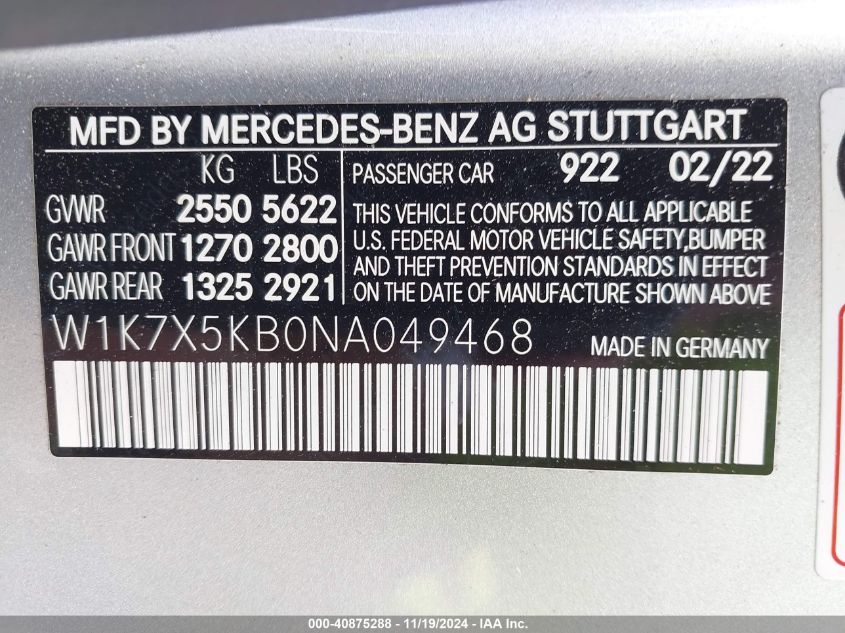 MFD BY MERCEDES-BENZ AG STUTTGART
KG LBS
GVWR 2550 5622
GAWR FRONT 1270 2800
GAWR REAR 1325 2921
PASSENGER CAR 922 02/22
THIS VEHICLE CONFORMS TO ALL APPLICABLE
U.S. FEDERAL MOTOR VEHICLE SAFETY,BUMPER
AND THEFT PREVENTION STANDARDS IN EFFECT
ON THE DATE OF MANUFACTURE SHOWN ABOVE
W1K7X5KB0NA049468 MADE IN GERMANY
000-40875288 - 11/19/2024 - IAA Inc.